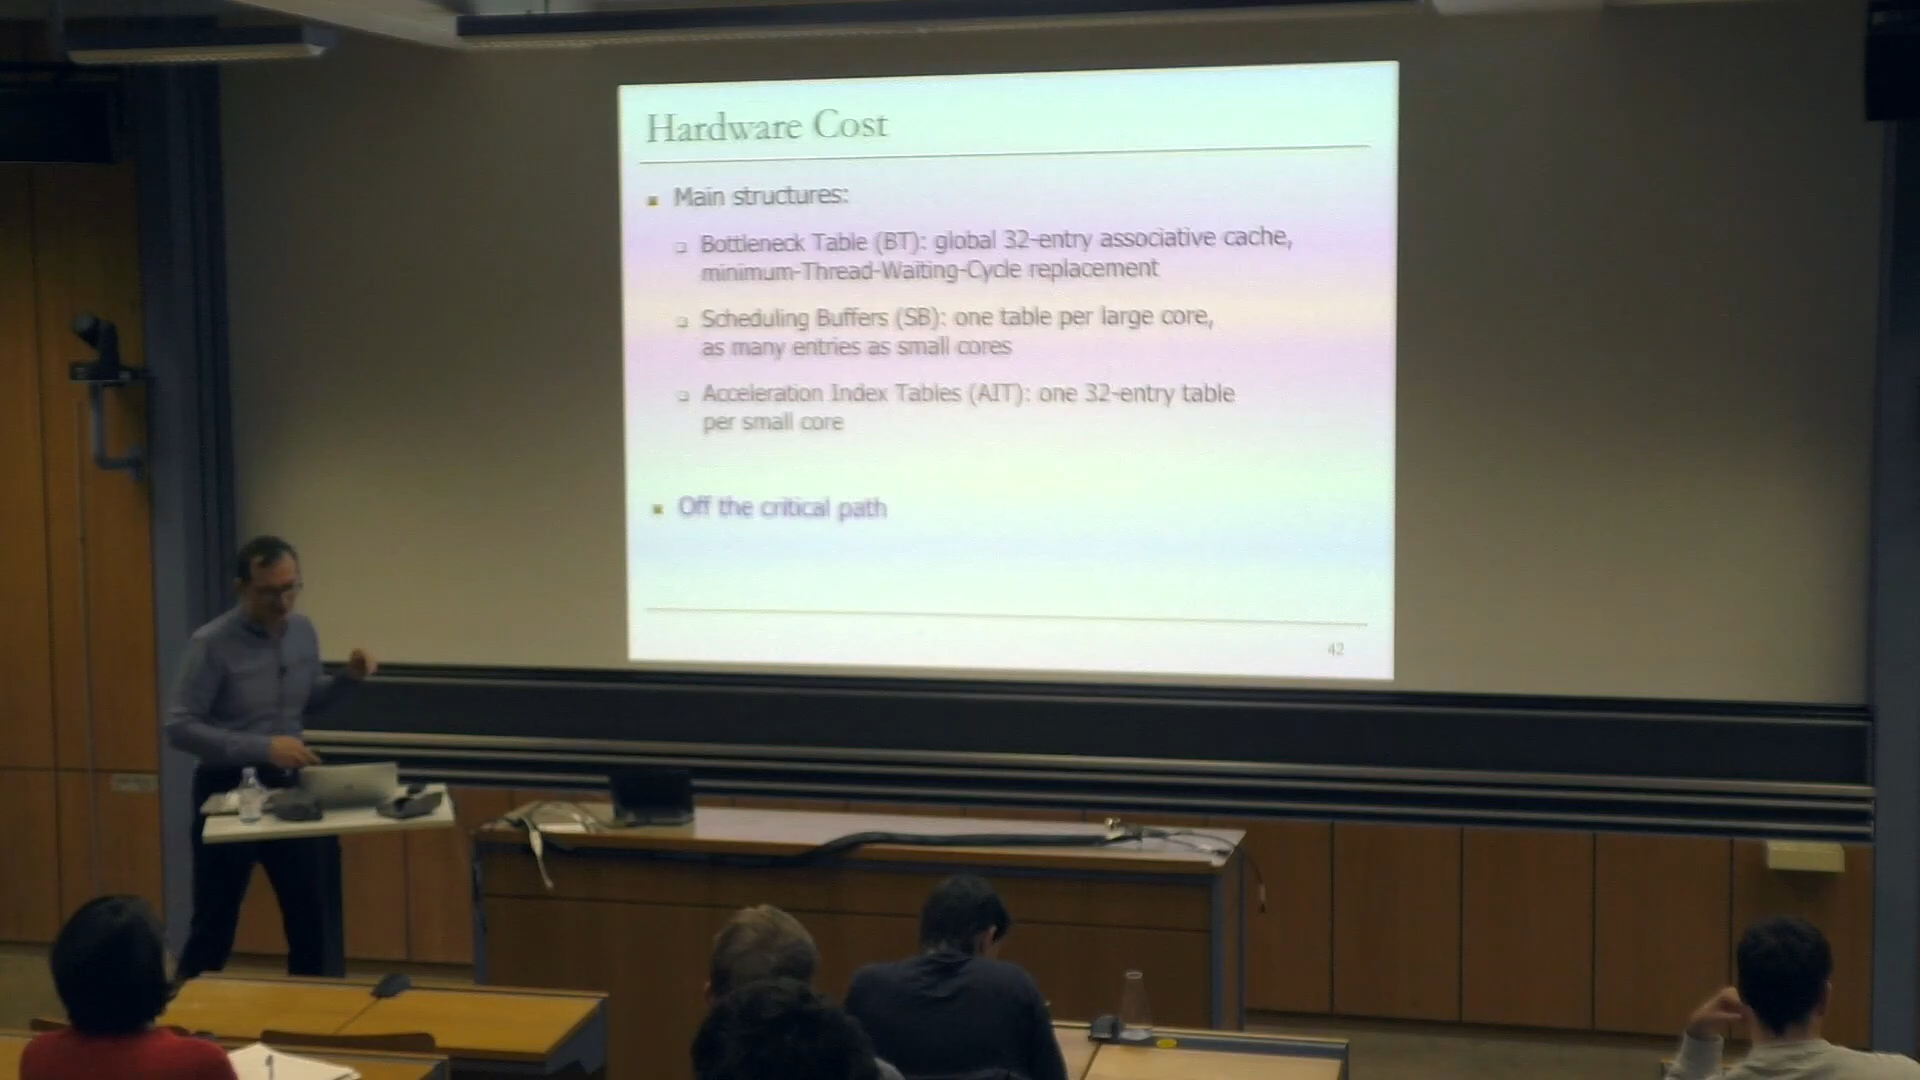 Hardware Cost
Main structures:
Bottleneck Table (BT): global 32-entry associative cache,
minimum-Thread-Waiting-Cycle replacement
Scheduling Buffers (SB): one table per large core,
as many entries as small cores
Acceleration Index Tables (AIT): one 32-entry table
per small core
Off the critical path
42